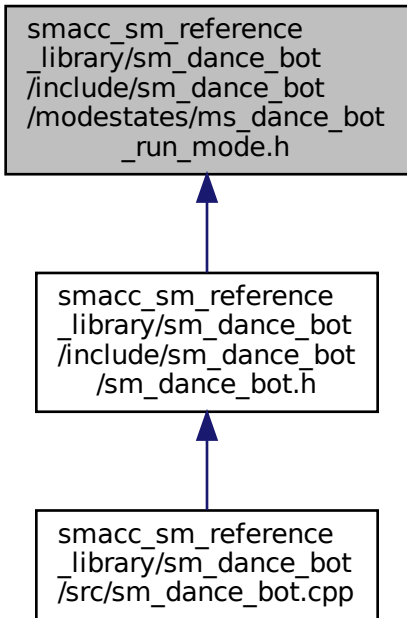 smacc_sm_reference
_library/sm_dance_bot
/include/sm_dance_bot
/modestates/ms_dance_bot
_run_mode.h
smacc_sm_reference
_library/sm_dance_bot
/include/sm_dance_bot
/sm_dance_bot.h
smacc_sm_reference
_library/sm_dance_bot
/src/sm_dance_bot.cpp